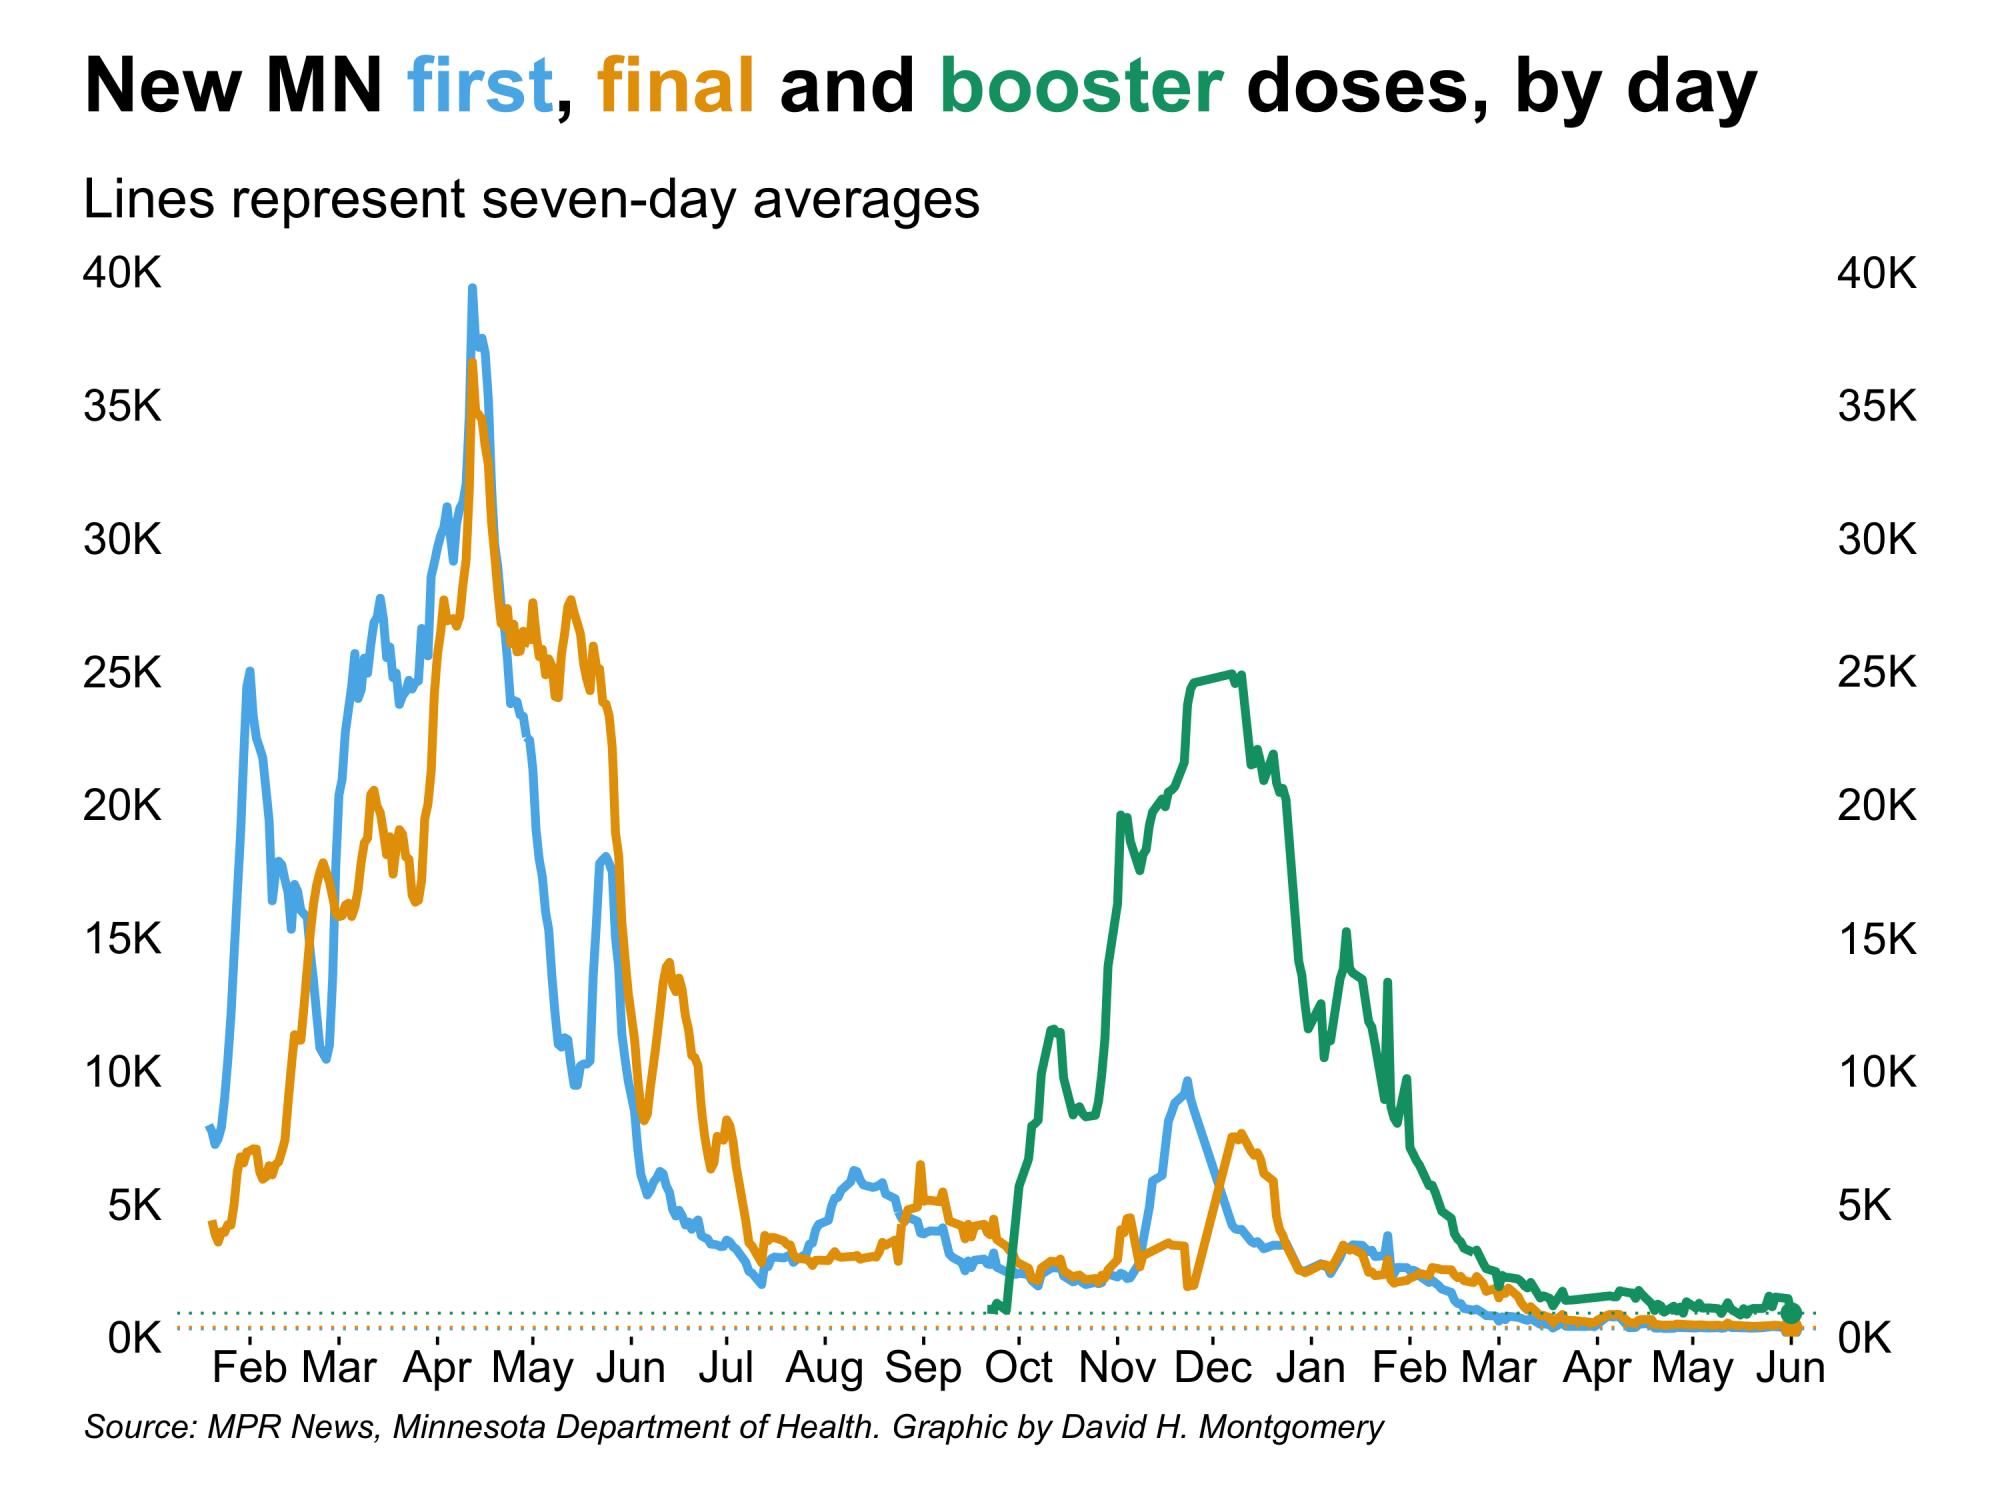 New MN first, final and booster doses, by day
Lines represent seven-day averages
40K 40K
35K 35K
30K 30K
25K 25K
20K 20K
15K 15K
10K 10K
5K 5K
0K 0K
Feb Mar Apr May Jun Jul Aug Sep Oct Nov Dec Jan Feb Mar Apr May Jun
Source: MPR News, Minnesota Department of Health. Graphic by David H. Montgomery